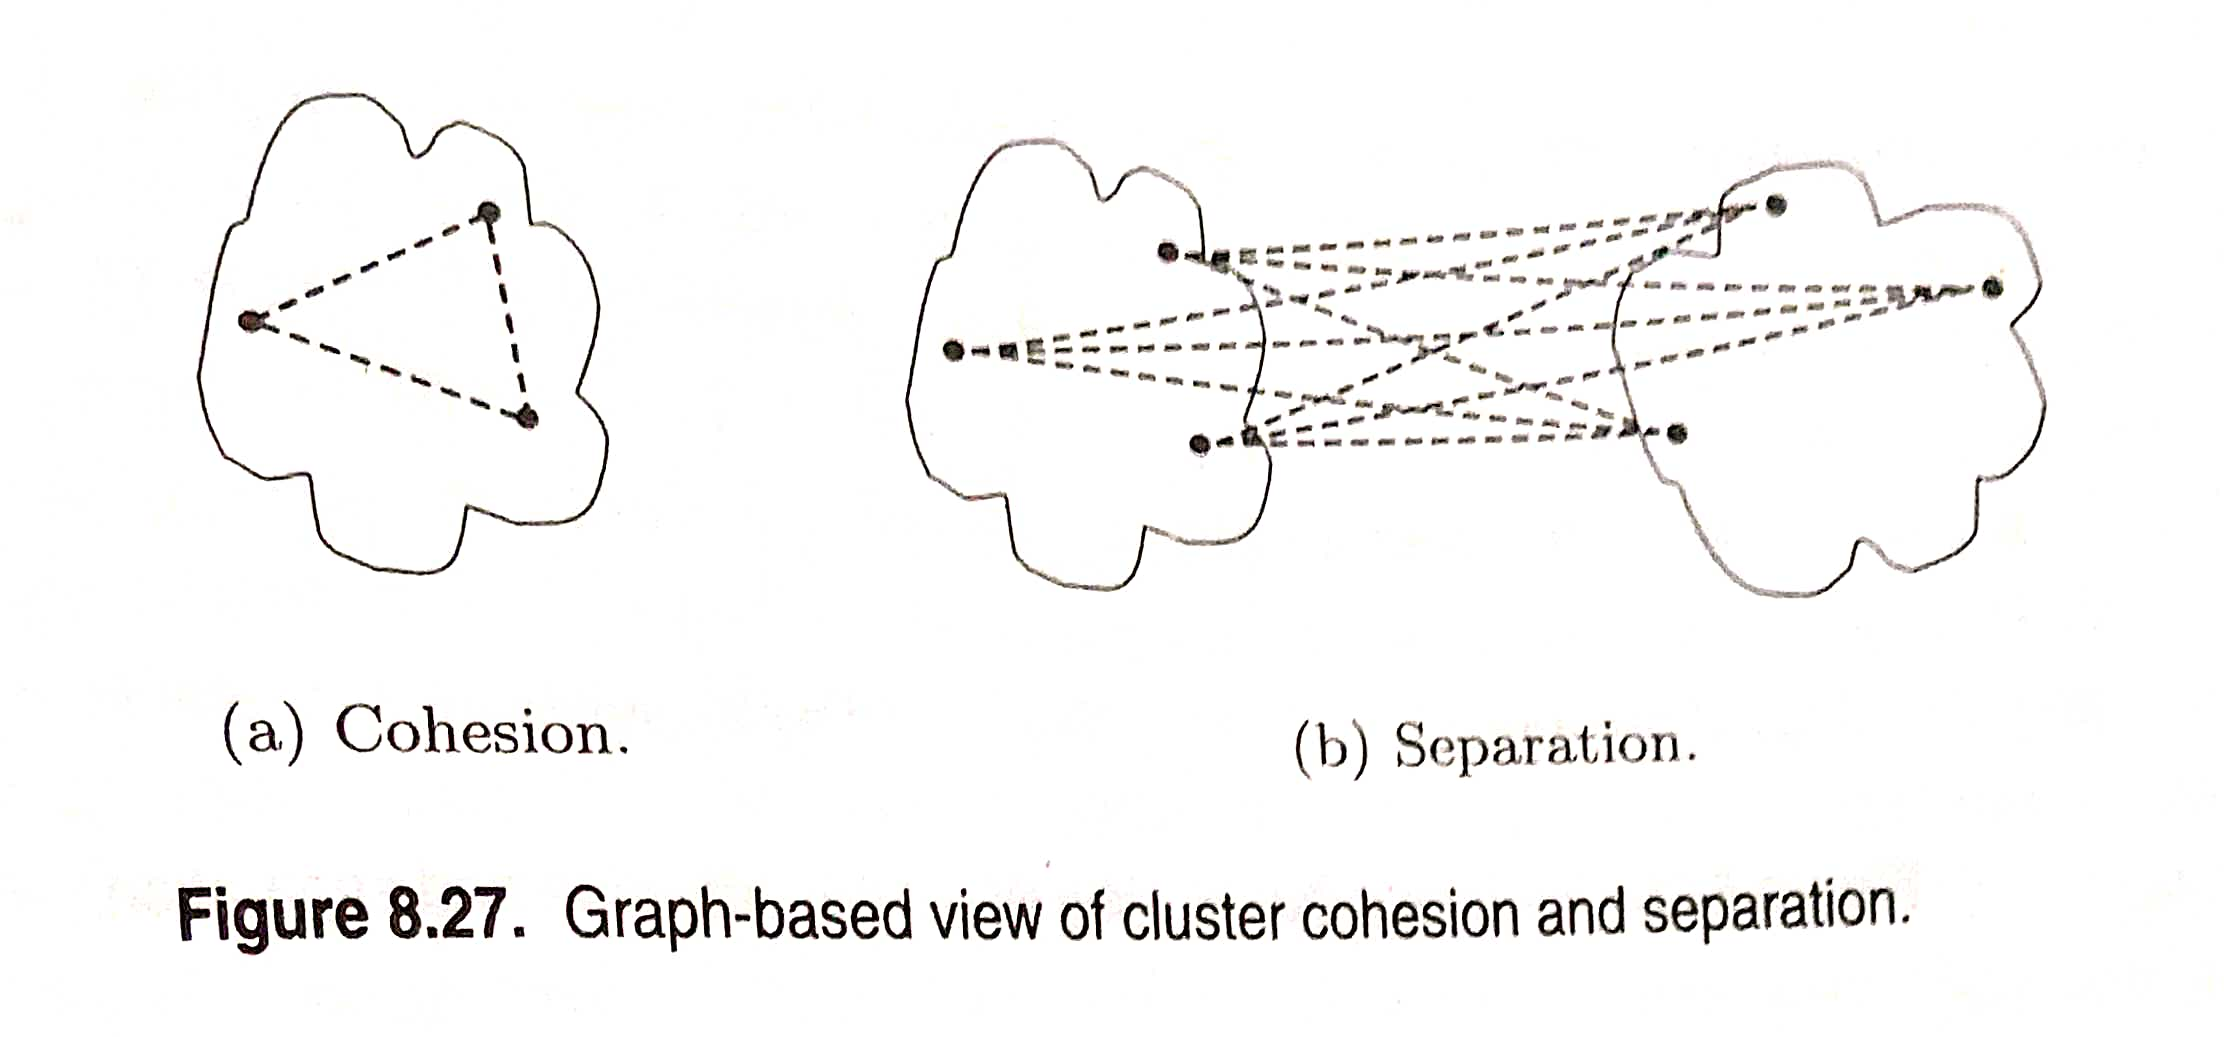 (a) Cohesion.
(b) Separation.
Figure 8.27. Graph-based view of cluster cohesion and separation.